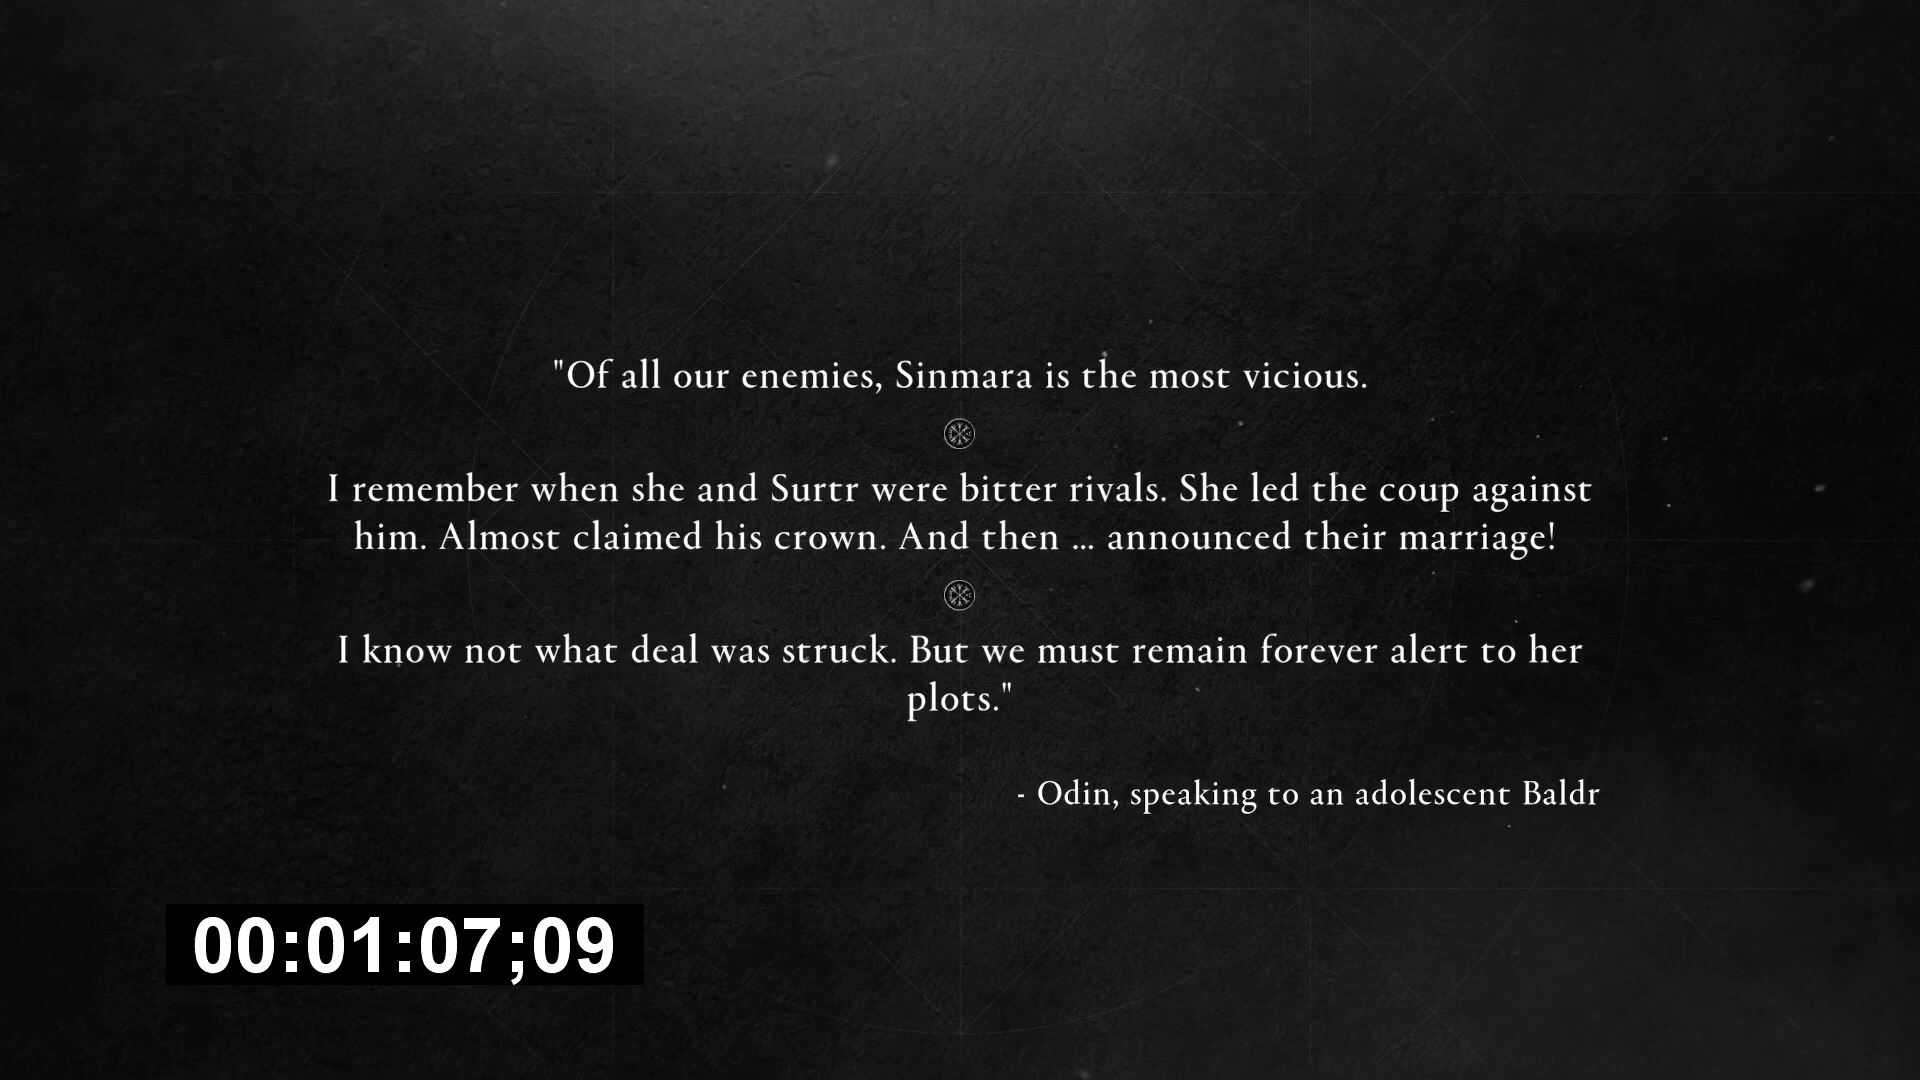 "Of all our enemies, Sinmara is the most vicious.
I remember when she and Surtr were bitter rivals. She led the coup against
him. Almost claimed his crown. And then ... announced their marriage!
I know not what deal was struck. But we must remain forever alert to her
plots."
- Odin, speaking to an adolescent Baldr
00:01:07;09